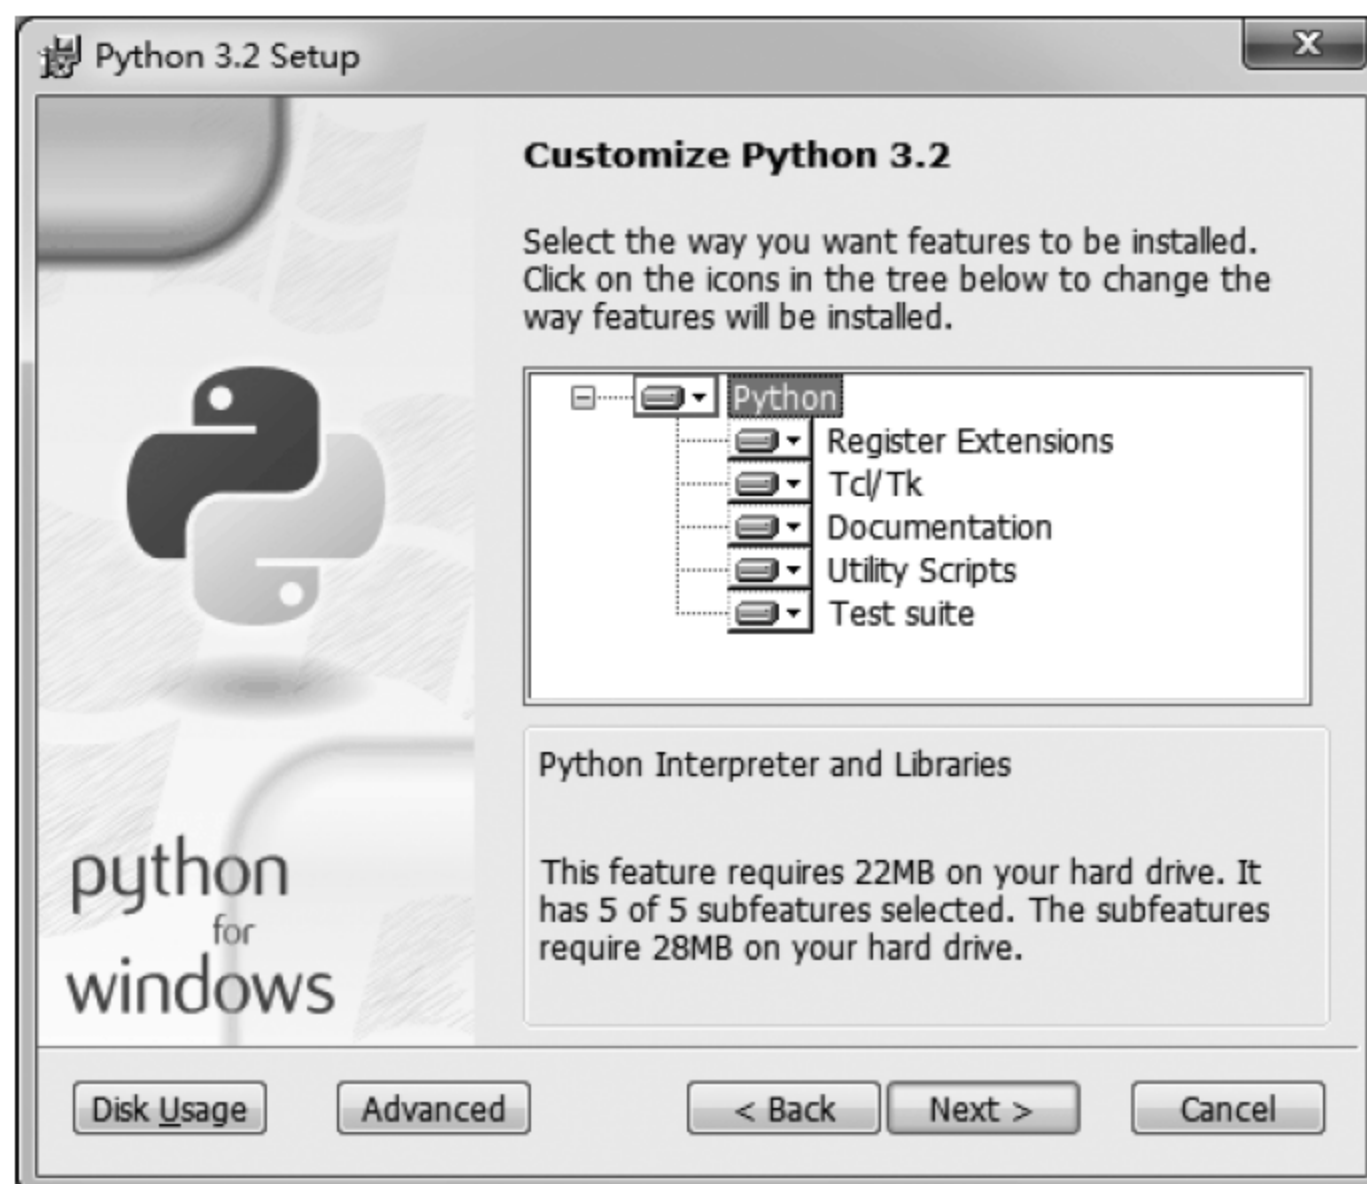 Python 3.2 Setup
x
Customize Python 3.2
Select the way you want features to be installed.
Click on the icons in the tree below to change the
way features will be installed.
Python
Register Extensions
Tcl/Tk
Documentation
Utility Scripts
Test suite
Python Interpreter and Libraries
This feature requires 22MB on your hard drive. It
has 5 of 5 subfeatures selected. The subfeatures
require 28MB on your hard drive.
python
for
windows
Disk Usage
Advanced
< Back
Next >
Cancel